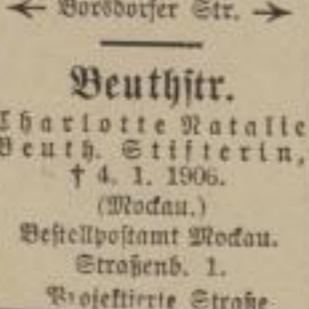 ← Borsdorfer Str. →
Beuthstr.
Charlotte Natalie
Beuth, Stifterin,
† 4. 1. 1906.
(Mockau.)
Bestellpostamt Mockau.
Straßenb. 1.
Projektierte Straße